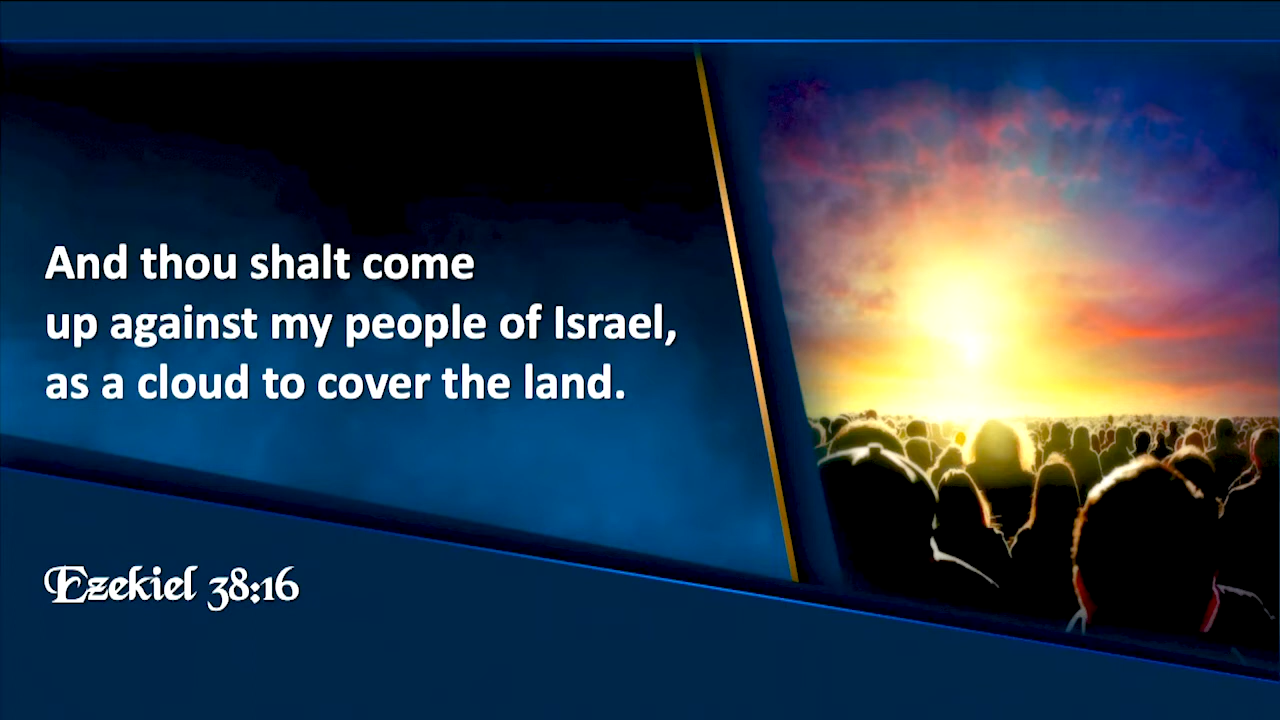 And thou shalt come
up against my people of Israel,
as a cloud to cover the land.
Ezekiel 38:16